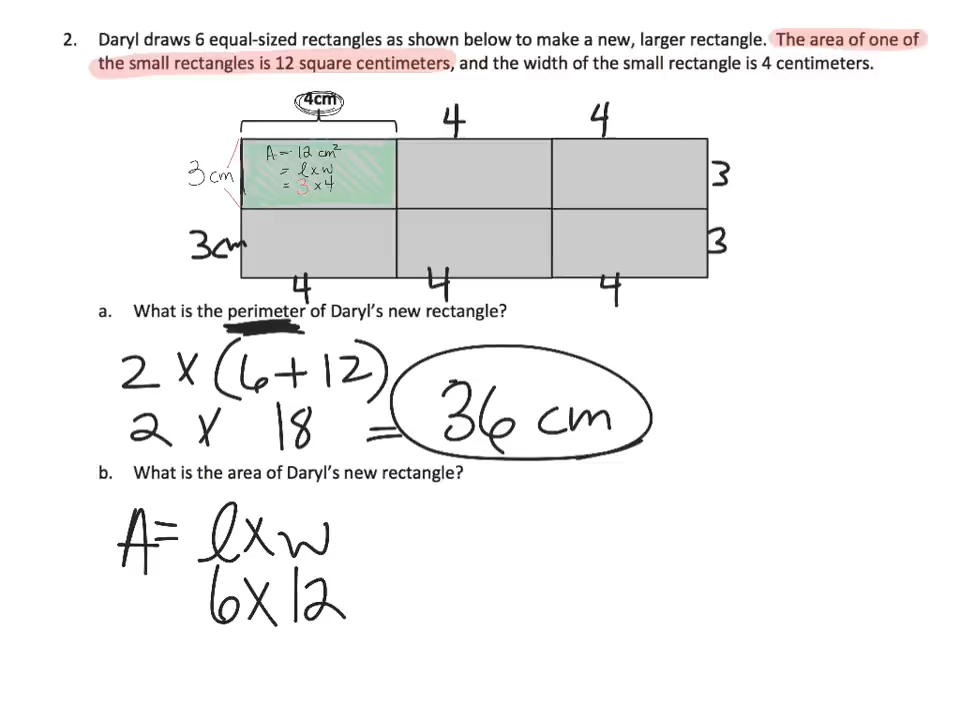 2. Daryl draws 6 equal-sized rectangles as shown below to make a new, larger rectangle. The area of one of
the small rectangles is 12 square centimeters, and the width of the small rectangle is 4 centimeters.
4cm 4 4
3 cm A = 12 cm² 3
= l x w
= 3 x 4
3cm 3
4 4 4
a. What is the perimeter of Daryl's new rectangle?
2 x (6+12)
2 x 18 = 36 cm
b. What is the area of Daryl's new rectangle?
A = l x w
6 x 12